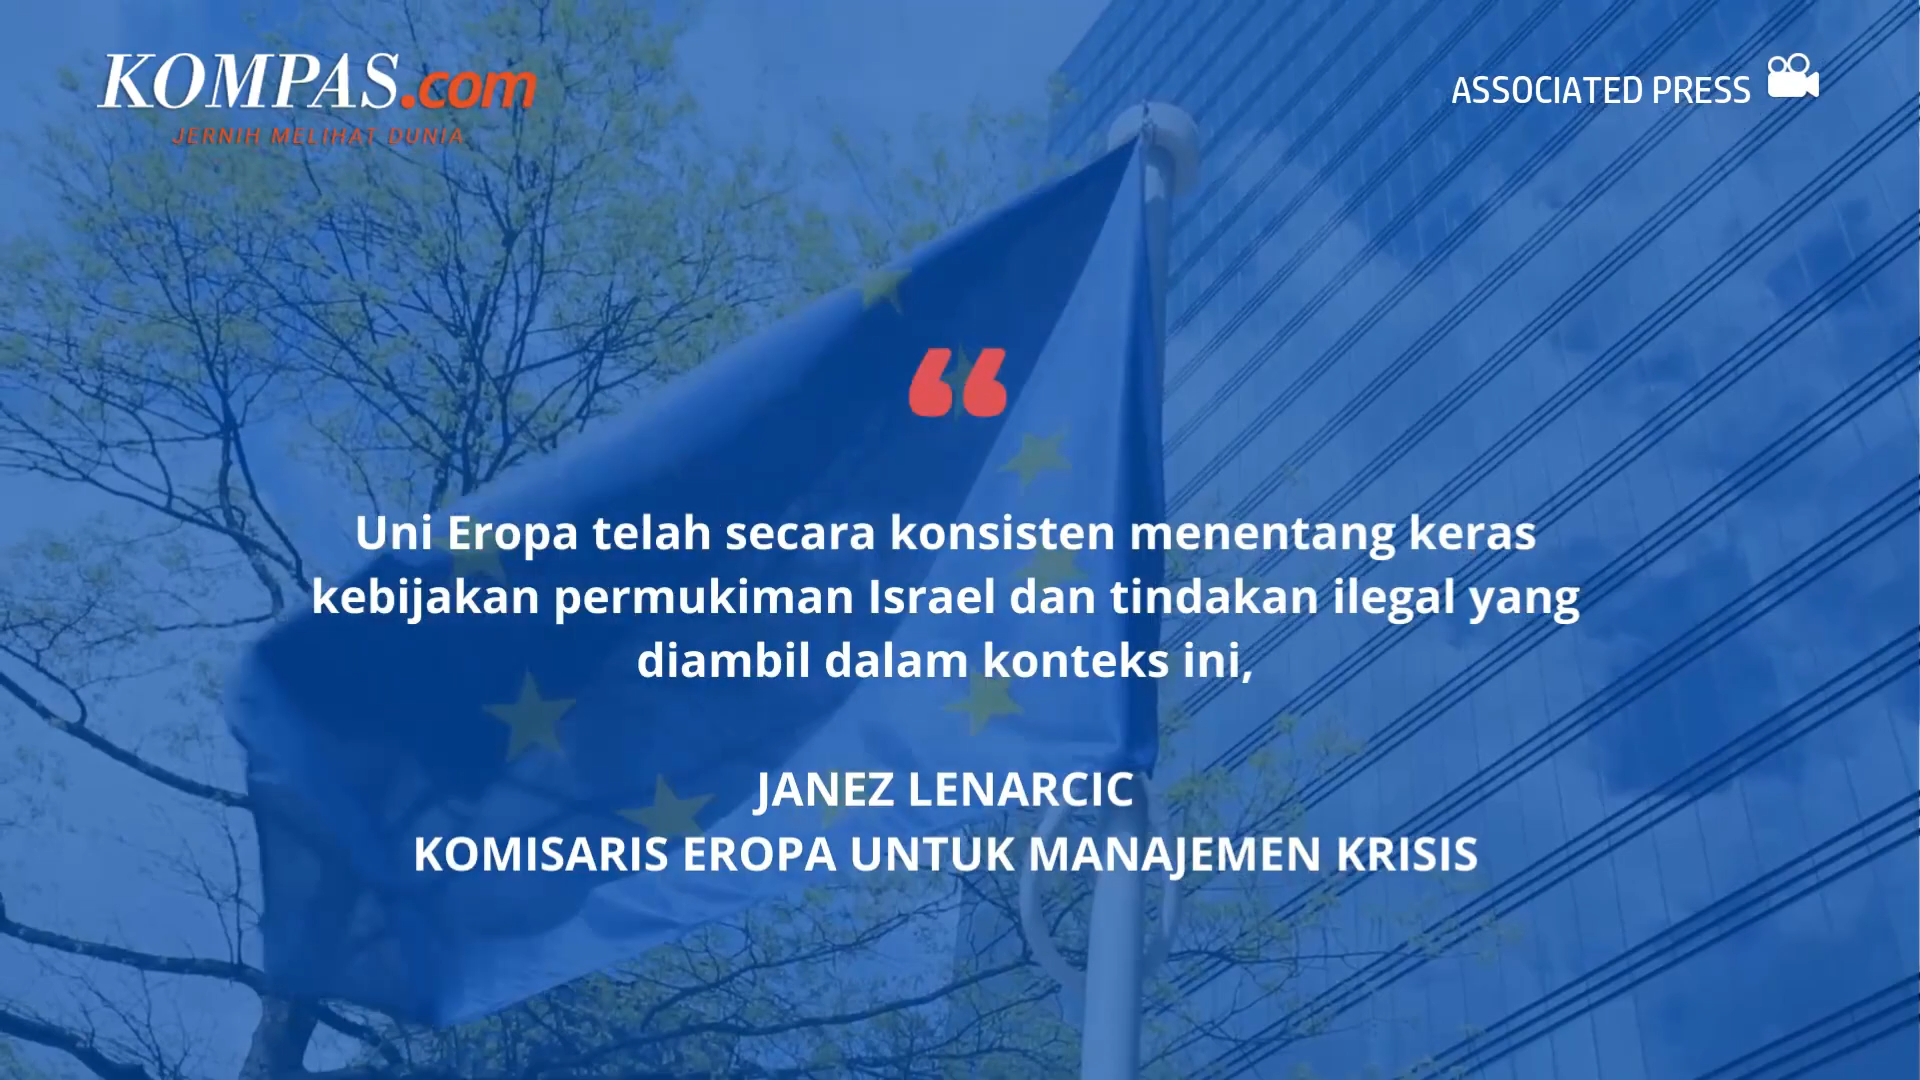 KOMPAS.com
JERNIH MELIHAT DUNIA
ASSOCIATED PRESS
“
Uni Eropa telah secara konsisten menentang keras
kebijakan permukiman Israel dan tindakan ilegal yang
diambil dalam konteks ini,
JANEZ LENARCIC
KOMISARIS EROPA UNTUK MANAJEMEN KRISIS